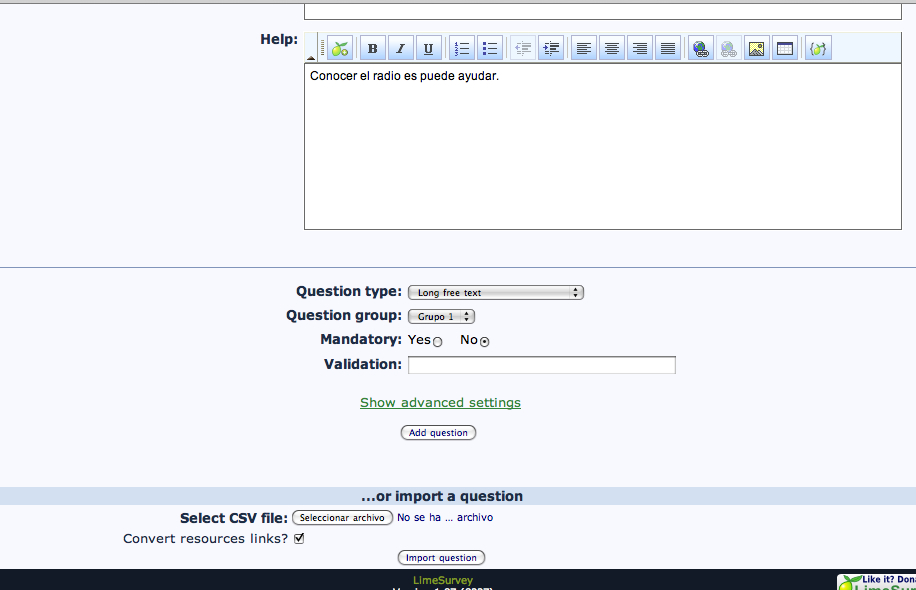 Help:
B I U
Conocer el radio es puede ayudar.
Question type: Long free text
Question group: Grupo 1
Mandatory: Yes No
Validation:
Show advanced settings
Add question
...or import a question
Select CSV file: Seleccionar archivo No se ha ... archivo
Convert resources links?
Import question
LimeSurvey
Like it? Don